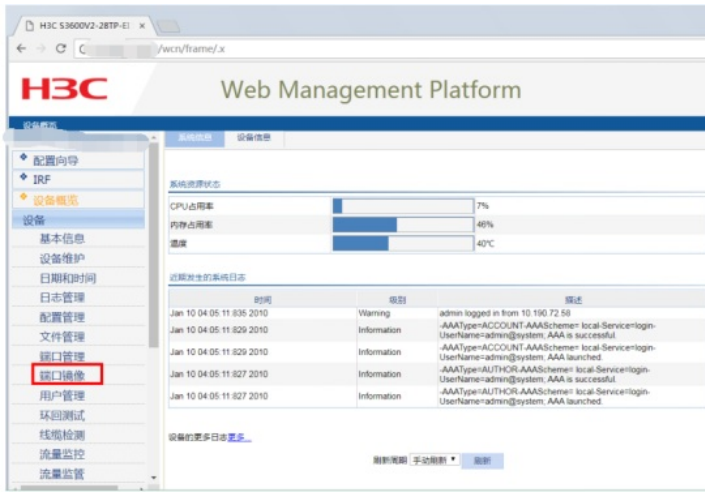 H3C S3600V2-28TP-EI
/wcn/frame/.x
H3C
Web Management Platform
设备概览
系统信息 设备信息
配置向导
IRF
设备概览
设备
基本信息
设备维护
日期和时间
日志管理
配置管理
文件管理
端口管理
端口镜像
用户管理
环回测试
线缆检测
流量监控
流量监管
系统资源状态
CPU占用率 7%
内存占用率 46%
温度 40℃
近期发生的系统日志
时间 级别 描述
Jan 10 04:05:11:835 2010 Warning admin logged in from 10.190.72.58
Jan 10 04:05:11:829 2010 Information -AAAType=ACCOUNT-AAAScheme= local-Service=login-
UserName=admin@system; AAA is successful.
Jan 10 04:05:11:829 2010 Information -AAAType=ACCOUNT-AAAScheme= local-Service=login-
UserName=admin@system; AAA launched.
Jan 10 04:05:11:827 2010 Information -AAAType=AUTHOR-AAAScheme= local-Service=login-
UserName=admin@system; AAA is successful.
Jan 10 04:05:11:827 2010 Information -AAAType=AUTHOR-AAAScheme= local-Service=login-
UserName=admin@system; AAA launched.
设备的更多日志更多...
刷新周期 手动刷新 刷新